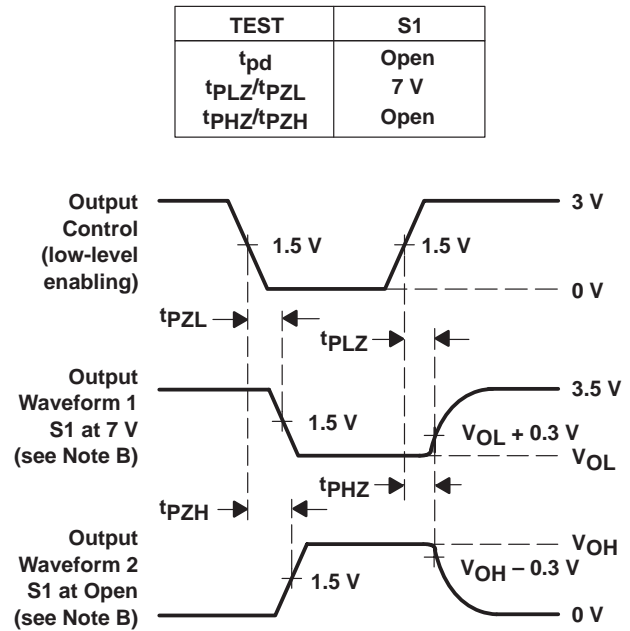 TEST S1
tpd Open
tPLZ/tPZL 7 V
tPHZ/tPZH Open
Output
Control
(low-level
enabling)
1.5 V
1.5 V
3 V
0 V
tPZL
tPLZ
Output
Waveform 1
S1 at 7 V
(see Note B)
1.5 V
3.5 V
VOL + 0.3 V
VOL
tPZH
tPHZ
Output
Waveform 2
S1 at Open
(see Note B)
1.5 V
VOH
VOH – 0.3 V
0 V